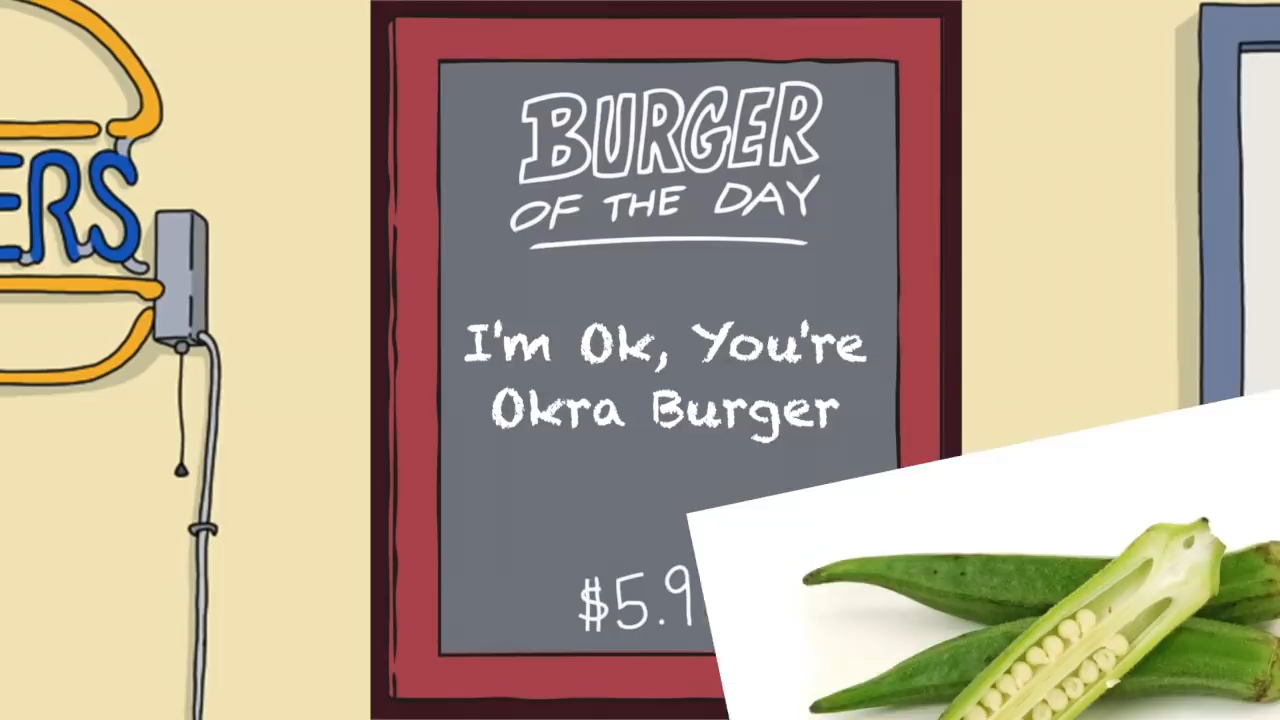 ERS
BURGER
OF THE DAY
I'm Ok, You're
Okra Burger
$5.9